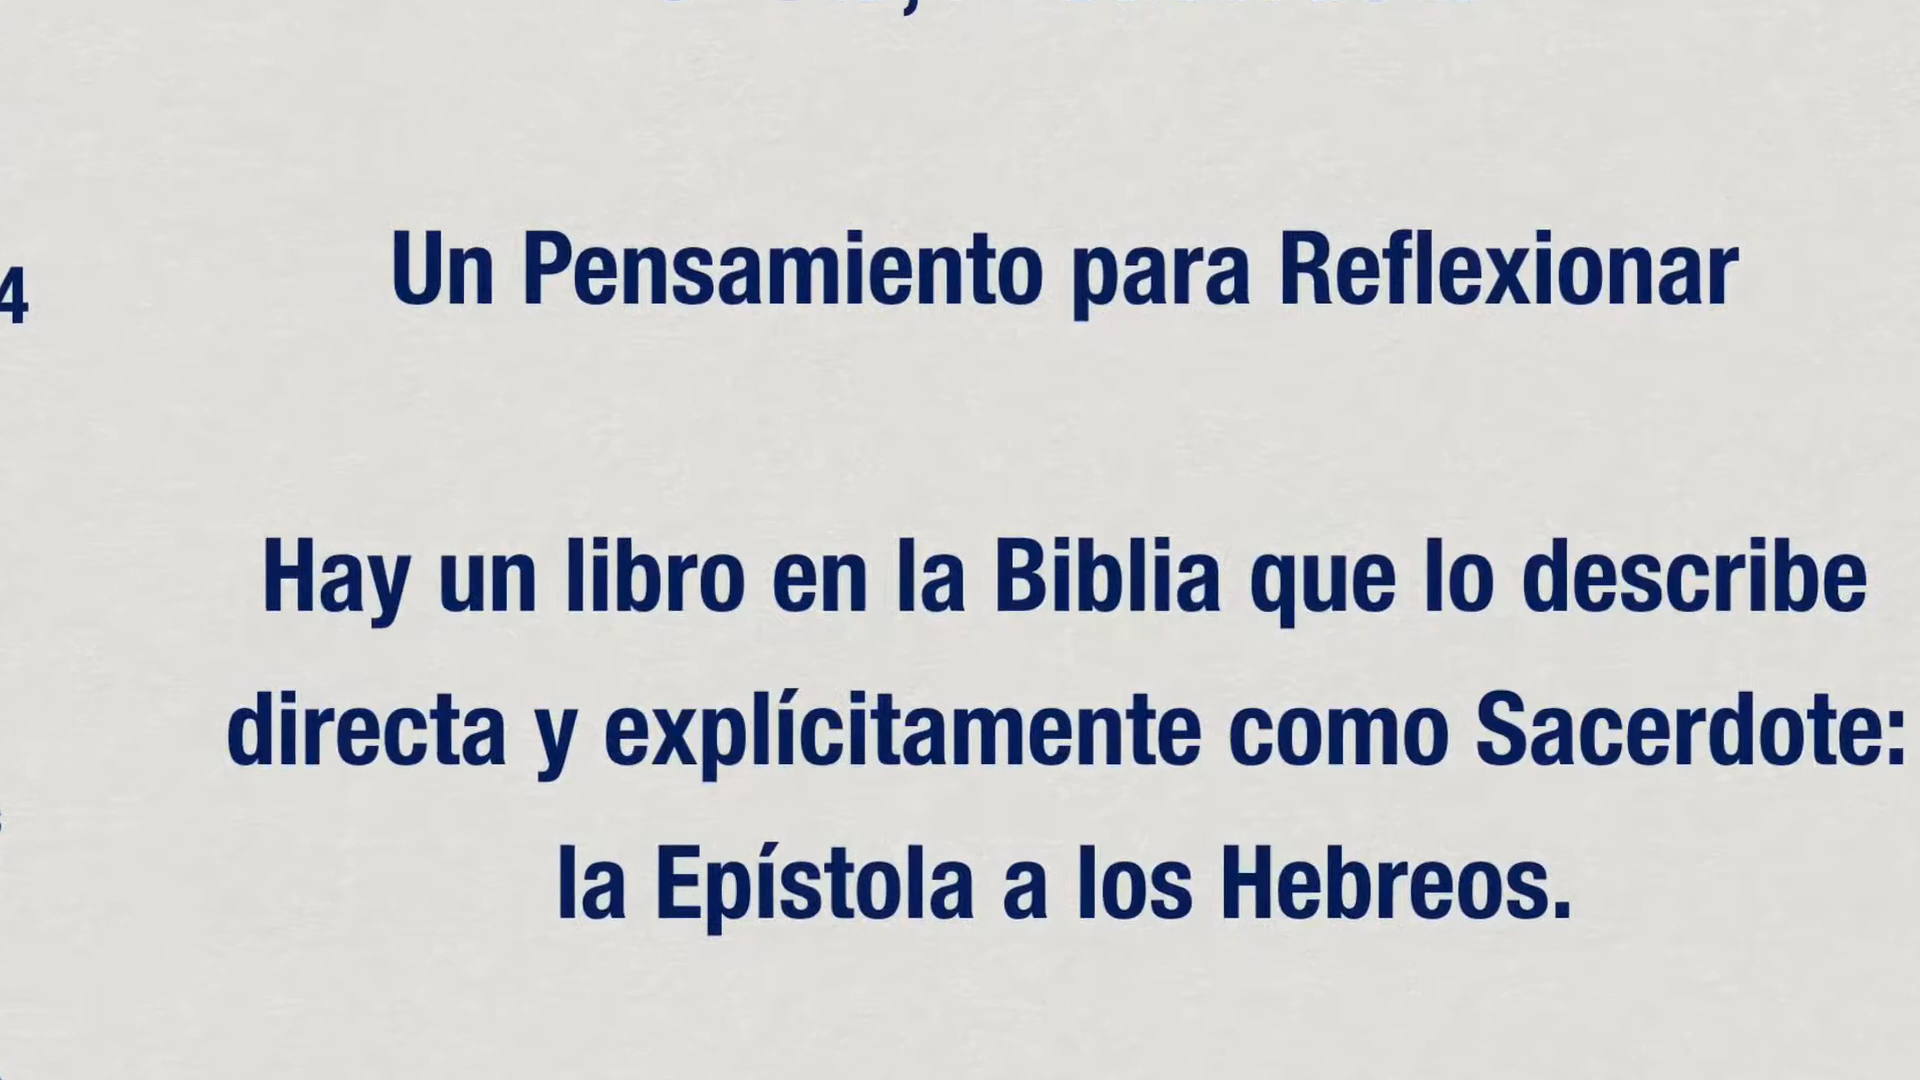 4
Un Pensamiento para Reflexionar
Hay un libro en la Biblia que lo describe
directa y explícitamente como Sacerdote:
la Epístola a los Hebreos.